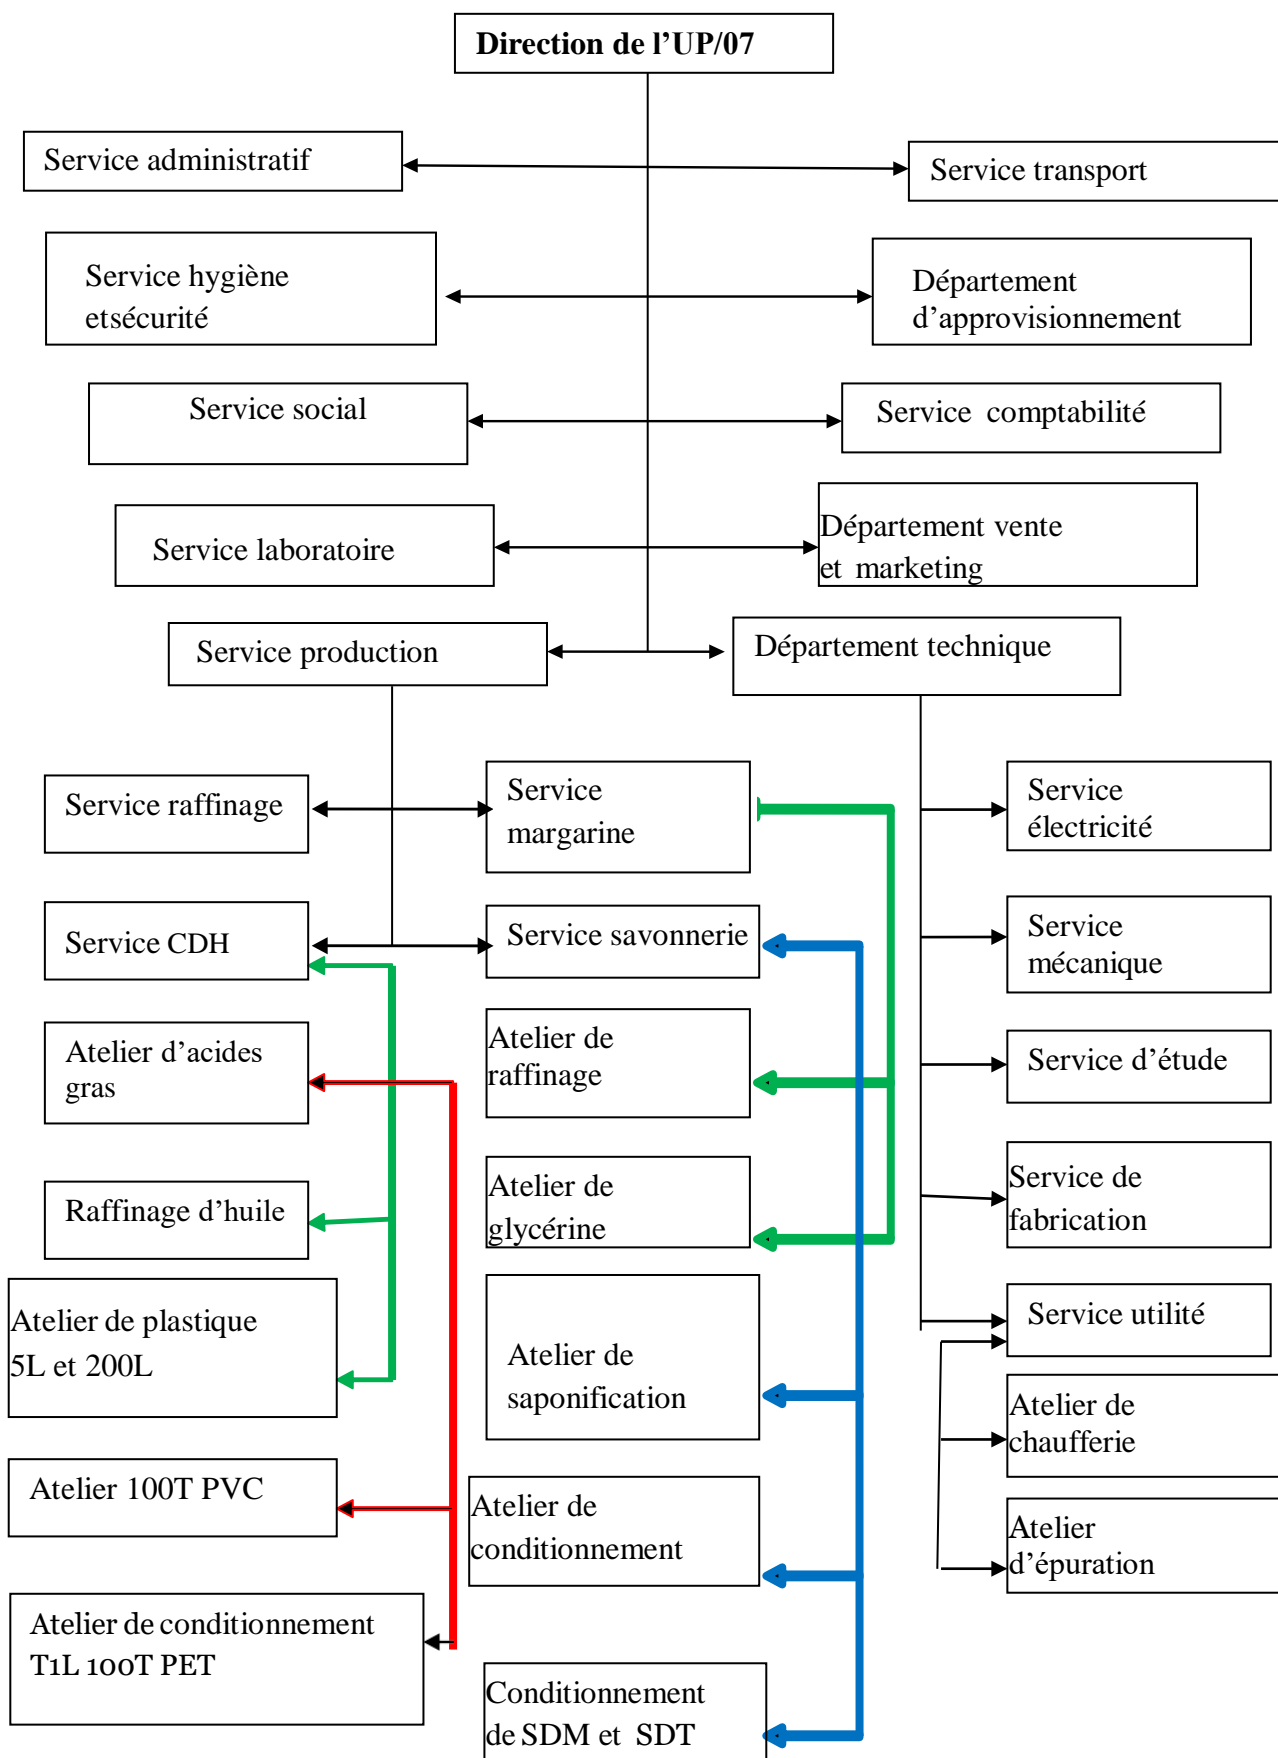 Direction de l’UP/07
Service administratif
Service transport
Service hygiène
etsécurité
Département
d’approvisionnement
Service social
Service comptabilité
Service laboratoire
Département vente
et marketing
Service production
Département technique
Service raffinage
Service
margarine
Service
électricité
Service CDH
Service savonnerie
Service
mécanique
Atelier d’acides
gras
Atelier de
raffinage
Service d’étude
Raffinage d’huile
Atelier de
glycérine
Service de
fabrication
Atelier de plastique
5L et 200L
Atelier de
saponification
Service utilité
Atelier de
chaufferie
Atelier 100T PVC
Atelier de
conditionnement
Atelier
d’épuration
Atelier de conditionnement
T1L 100T PET
Conditionnement
de SDM et SDT